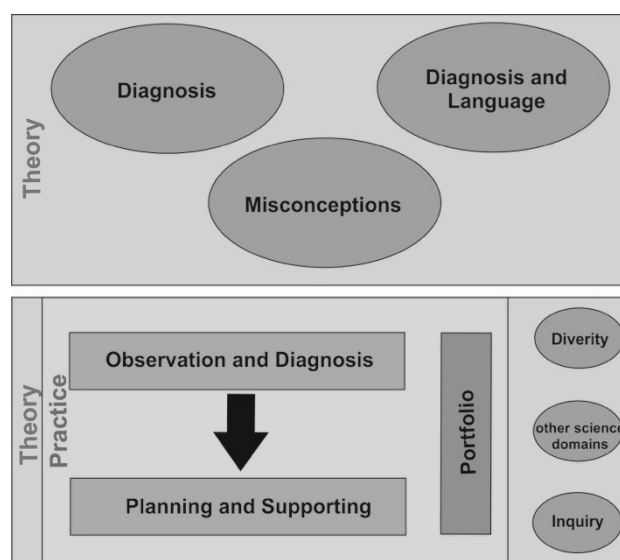 Theory
Diagnosis
Diagnosis and
Language
Misconceptions
Theory
Practice
Observation and Diagnosis
Planning and Supporting
Portfolio
Diverity
other science
domains
Inquiry